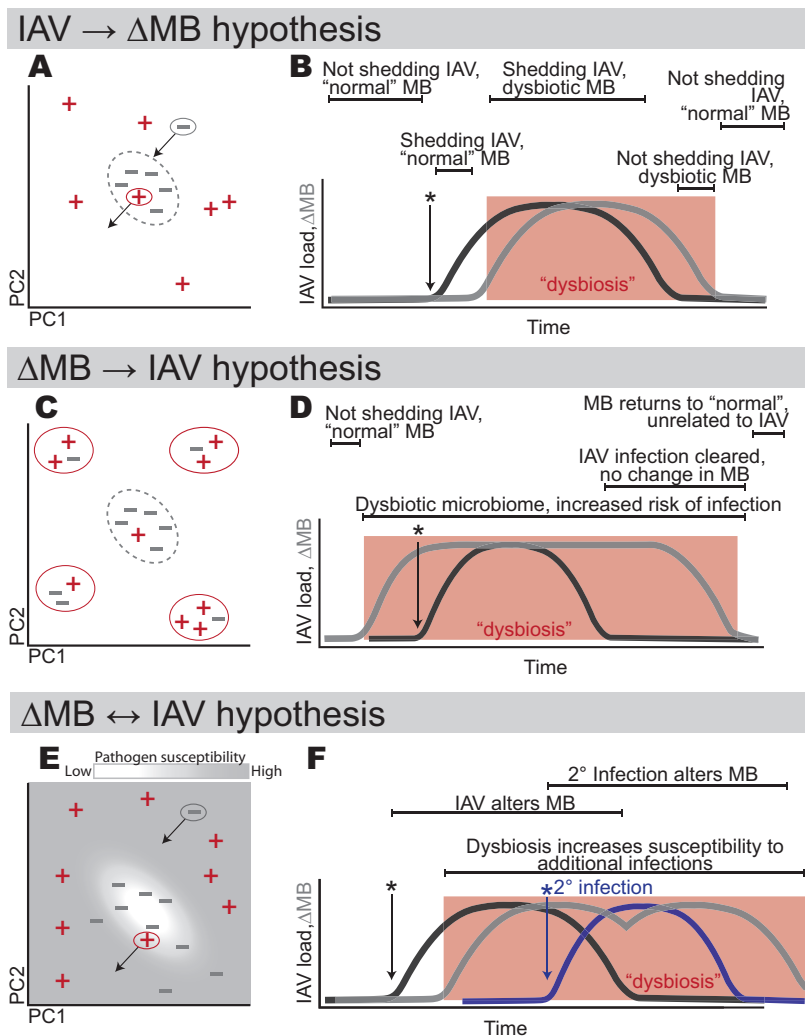 IAV → ΔMB hypothesis
A
PC2
PC1
B
Not shedding IAV,
“normal” MB
Shedding IAV,
dysbiotic MB
Not shedding
IAV,
“normal” MB
Shedding IAV,
“normal” MB
Not shedding IAV,
dysbiotic MB
*
IAV load,ΔMB
“dysbiosis”
Time
ΔMB → IAV hypothesis
C
PC2
PC1
D
Not shedding IAV,
“normal” MB
MB returns to “normal”,
unrelated to IAV
IAV infection cleared,
no change in MB
Dysbiotic microbiome, increased risk of infection
*
IAV load, ΔMB
“dysbiosis”
Time
ΔMB ↔ IAV hypothesis
E
Pathogen susceptibility
Low
High
PC2
PC1
F
2° Infection alters MB
IAV alters MB
Dysbiosis increases susceptibility to
additional infections
*
*2° infection
IAV load,ΔMB
“dysbiosis”
Time